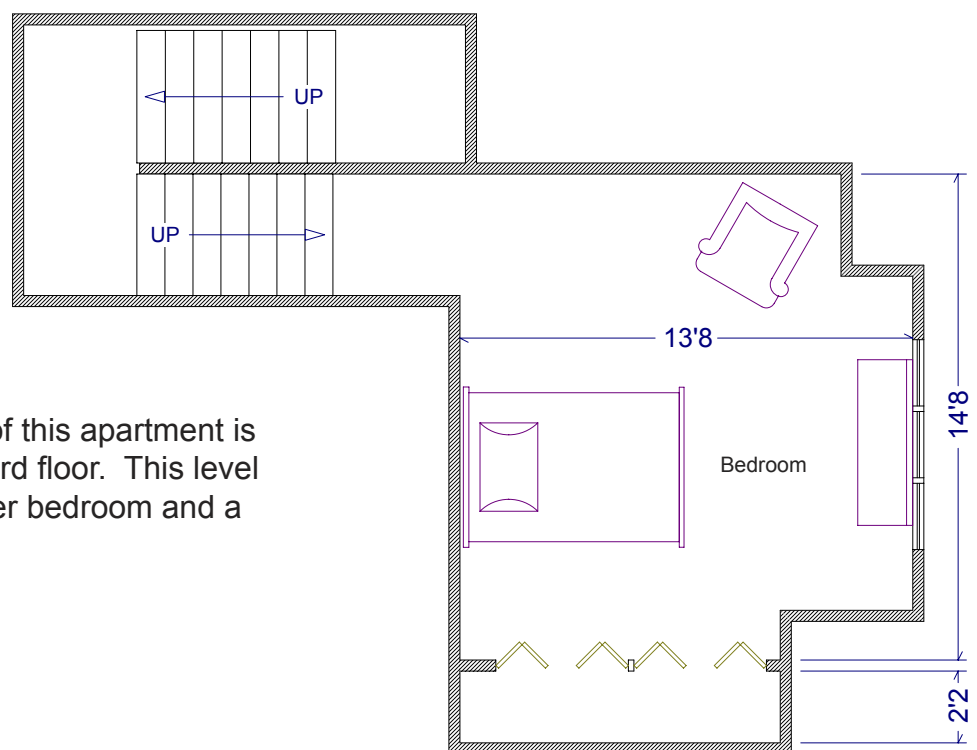 UP
UP
13'8
14'8
of this apartment is
rd floor. This level
er bedroom and a
Bedroom
2'2